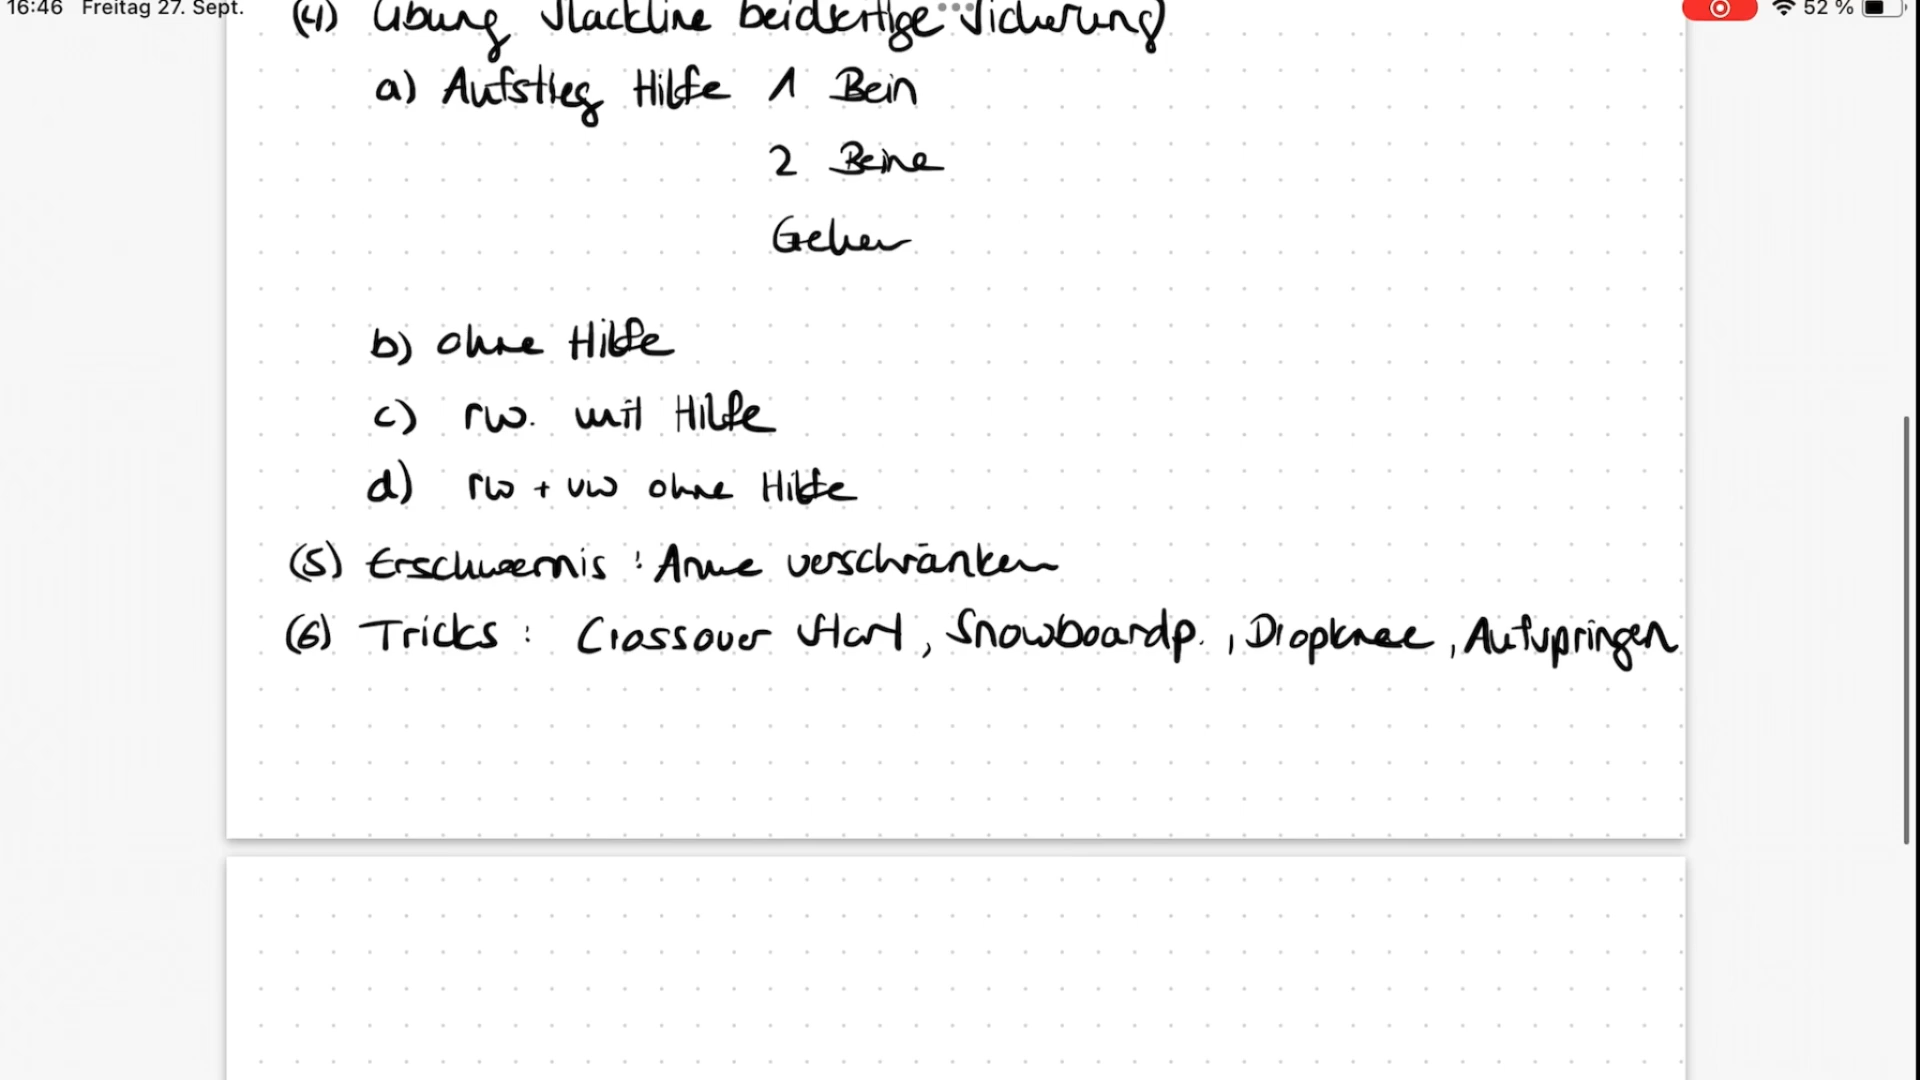 16:46 Freitag 27. Sept. 52 %
(4) Übung Slackline beidseitige Sicherung
a) Aufstieg Hilfe 1 Bein
2 Beine
Gehen
b) ohne Hilfe
c) rw. mit Hilfe
d) rw + vw ohne Hilfe
(5) Erschwernis : Arme verschränken
(6) Tricks : Crossover Start, Snowboardp., Dropknee, Aufspringen